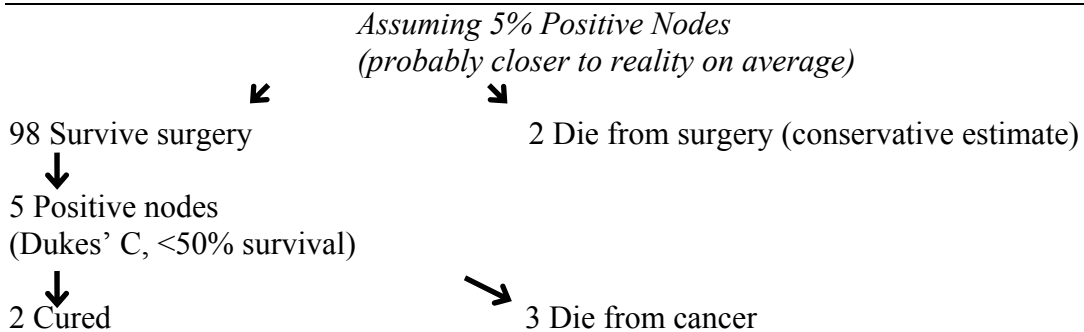 Assuming 5% Positive Nodes
(probably closer to reality on average)
98 Survive surgery 2 Die from surgery (conservative estimate)
5 Positive nodes
(Dukes’ C, <50% survival)
2 Cured 3 Die from cancer